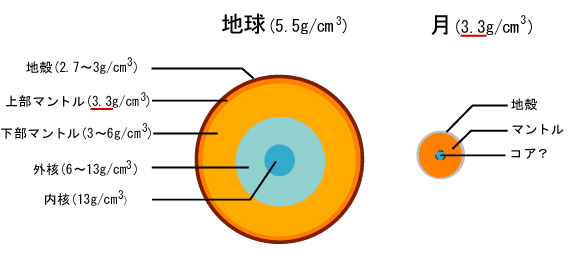 地球(5.5g/cm³)
月(3.3g/cm³)
地殻(2.7～3g/cm³)
上部マントル(3.3g/cm³)
下部マントル(3～6g/cm³)
外核(6～13g/cm³)
内核(13g/cm³)
地殻
マントル
コア？